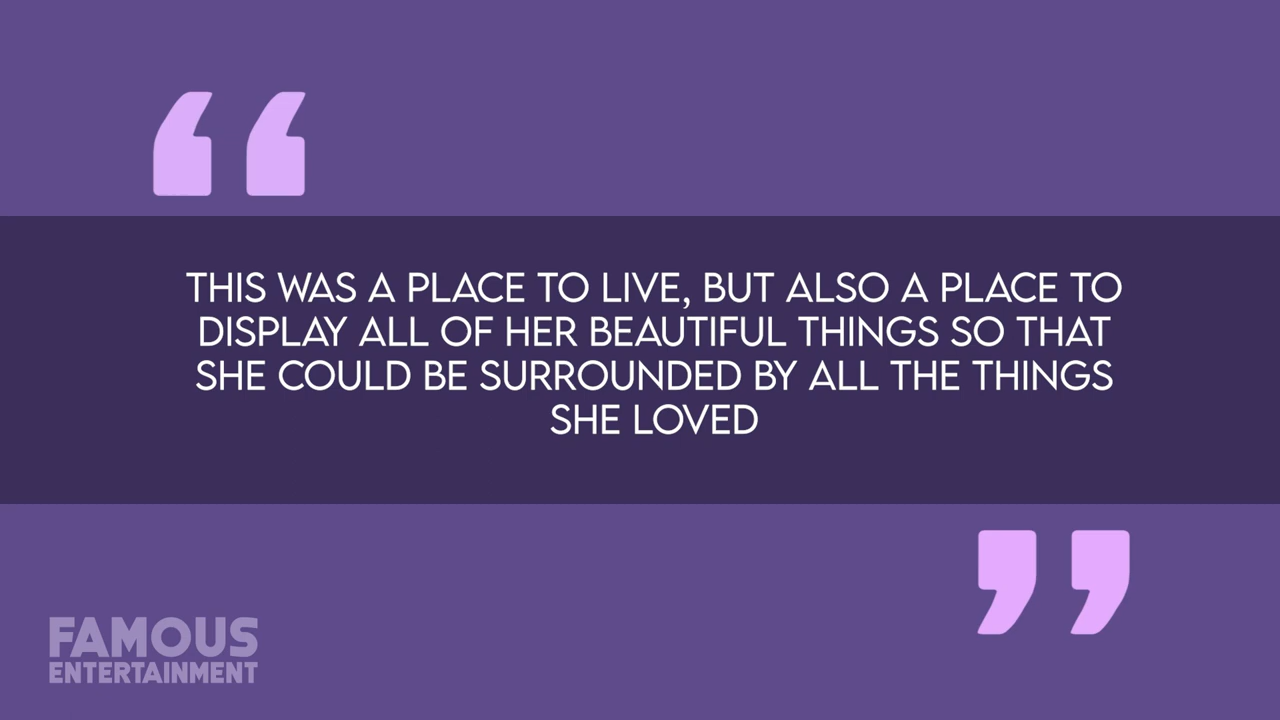 THIS WAS A PLACE TO LIVE, BUT ALSO A PLACE TO
DISPLAY ALL OF HER BEAUTIFUL THINGS SO THAT
SHE COULD BE SURROUNDED BY ALL THE THINGS
SHE LOVED
FAMOUS
ENTERTAINMENT